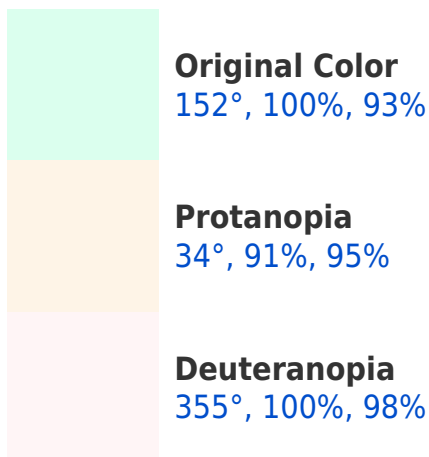 Original Color
152°, 100%, 93%
Protanopia
34°, 91%, 95%
Deuteranopia
355°, 100%, 98%